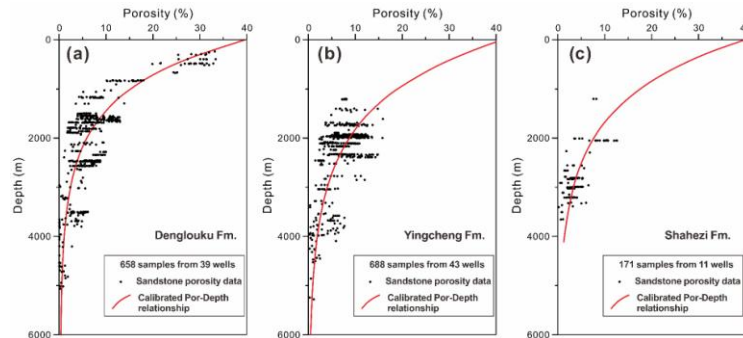 Porosity (%) Porosity (%) Porosity (%)
0 10 20 30 40 0 10 20 30 40 0 10 20 30 40
0 (a) 0 (b) 0 (c)
2000 2000 2000
Depth (m) Depth (m) Depth (m)
4000 Denglouku Fm. 4000 Yingcheng Fm. 4000 Shahezi Fm.
658 samples from 39 wells 688 samples from 43 wells 171 samples from 11 wells
Sandstone porosity data Sandstone porosity data Sandstone porosity data
Calibrated Por-Depth Calibrated Por-Depth Calibrated Por-Depth
relationship relationship relationship
6000 6000 6000